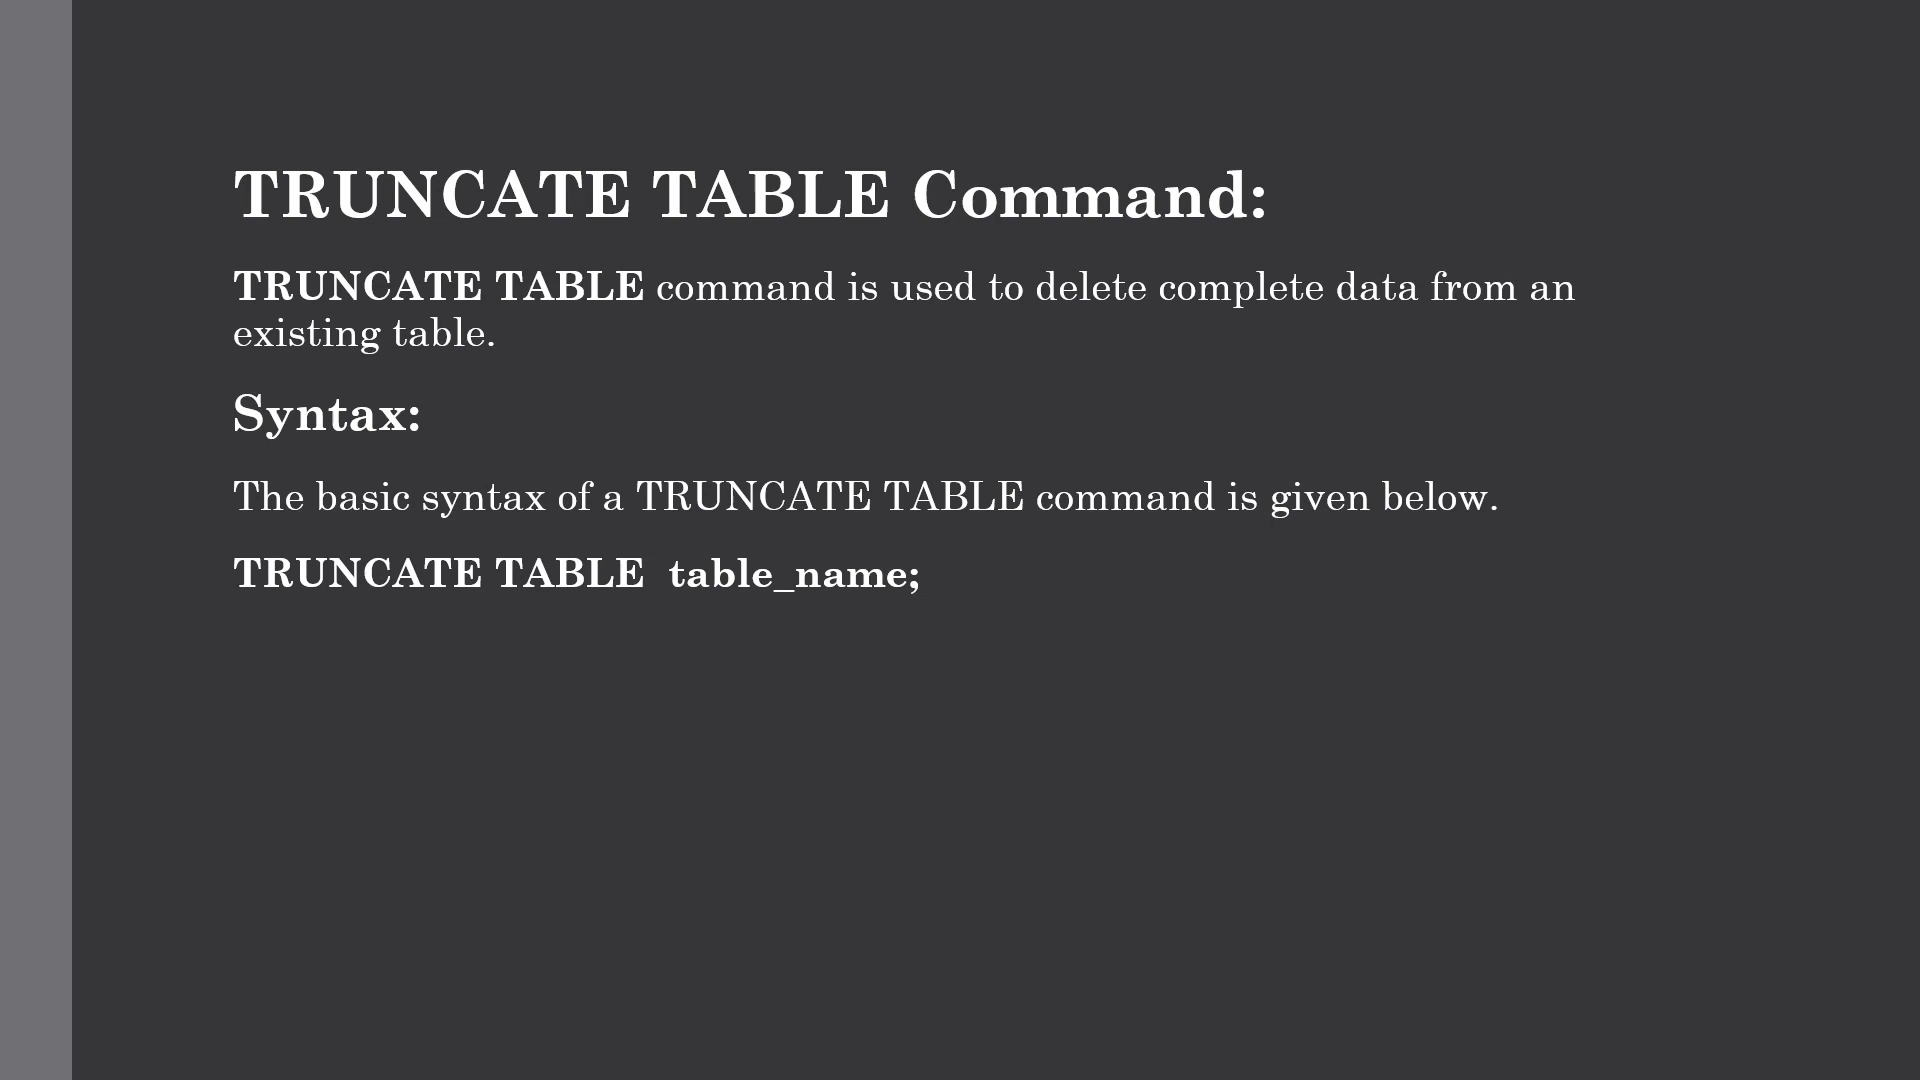 TRUNCATE TABLE Command:
TRUNCATE TABLE command is used to delete complete data from an
existing table.
Syntax:
The basic syntax of a TRUNCATE TABLE command is given below.
TRUNCATE TABLE  table_name;